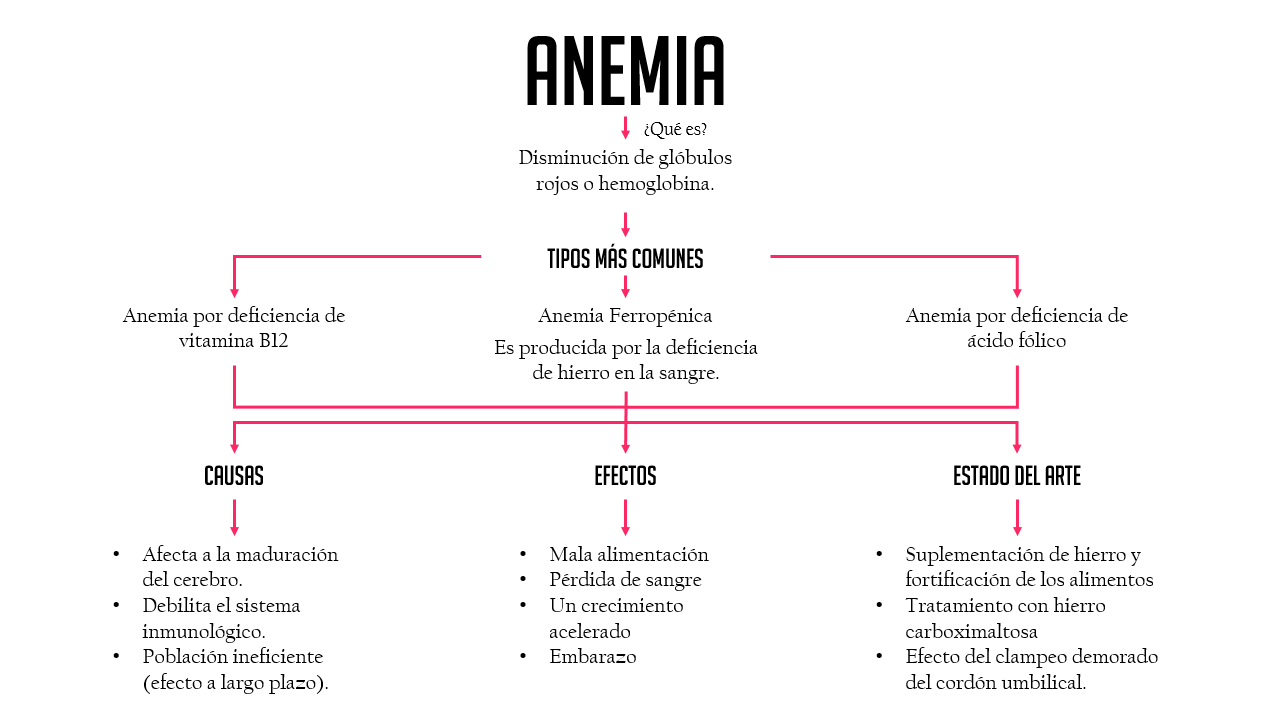 ANEMIA
¿Qué es?
Disminución de glóbulos
rojos o hemoglobina.
TIPOS MÁS COMUNES
Anemia por deficiencia de
vitamina B12
Anemia Ferropénica
Es producida por la deficiencia
de hierro en la sangre.
Anemia por deficiencia de
ácido fólico
CAUSAS
• Afecta a la maduración
del cerebro.
• Debilita el sistema
inmunológico.
• Población ineficiente
(efecto a largo plazo).
EFECTOS
• Mala alimentación
• Pérdida de sangre
• Un crecimiento
acelerado
• Embarazo
ESTADO DEL ARTE
• Suplementación de hierro y
fortificación de los alimentos
• Tratamiento con hierro
carboximaltosa
• Efecto del clampeo demorado
del cordón umbilical.